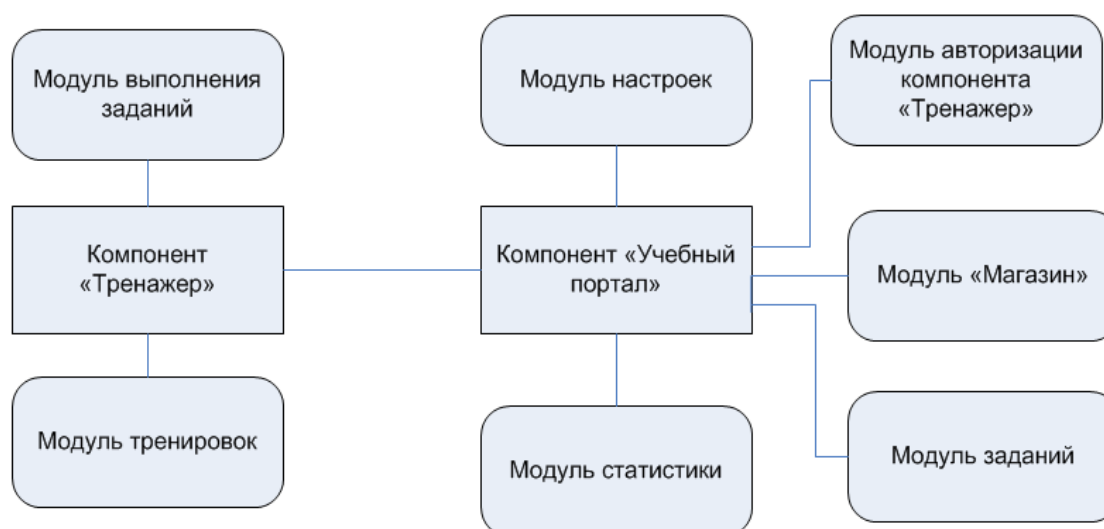 Модуль выполнения
заданий
Модуль настроек
Модуль авторизации
компонента
«Тренажер»
Компонент
«Тренажер»
Компонент «Учебный
портал»
Модуль «Магазин»
Модуль тренировок
Модуль статистики
Модуль заданий